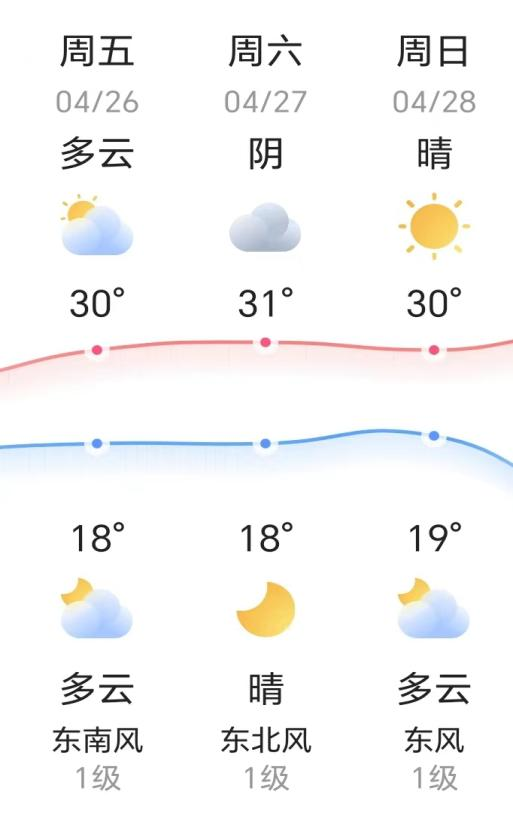 周五 周六 周日
04/26 04/27 04/28
多云 阴 晴
30° 31° 30°
18° 18° 19°
多云 晴 多云
东南风 东北风 东风
1级 1级 1级